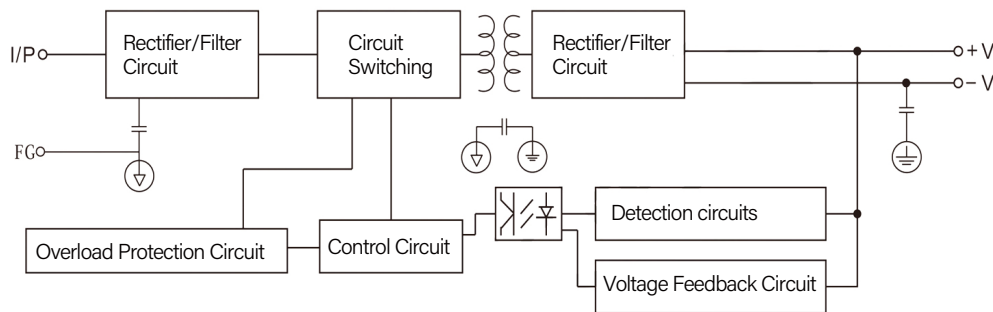 Rectifier/Filter
Circuit
Circuit
Switching
Rectifier/Filter
Circuit
I/P
+V
-V
FG
Detection circuits
Overload Protection Circuit
Control Circuit
Voltage Feedback Circuit